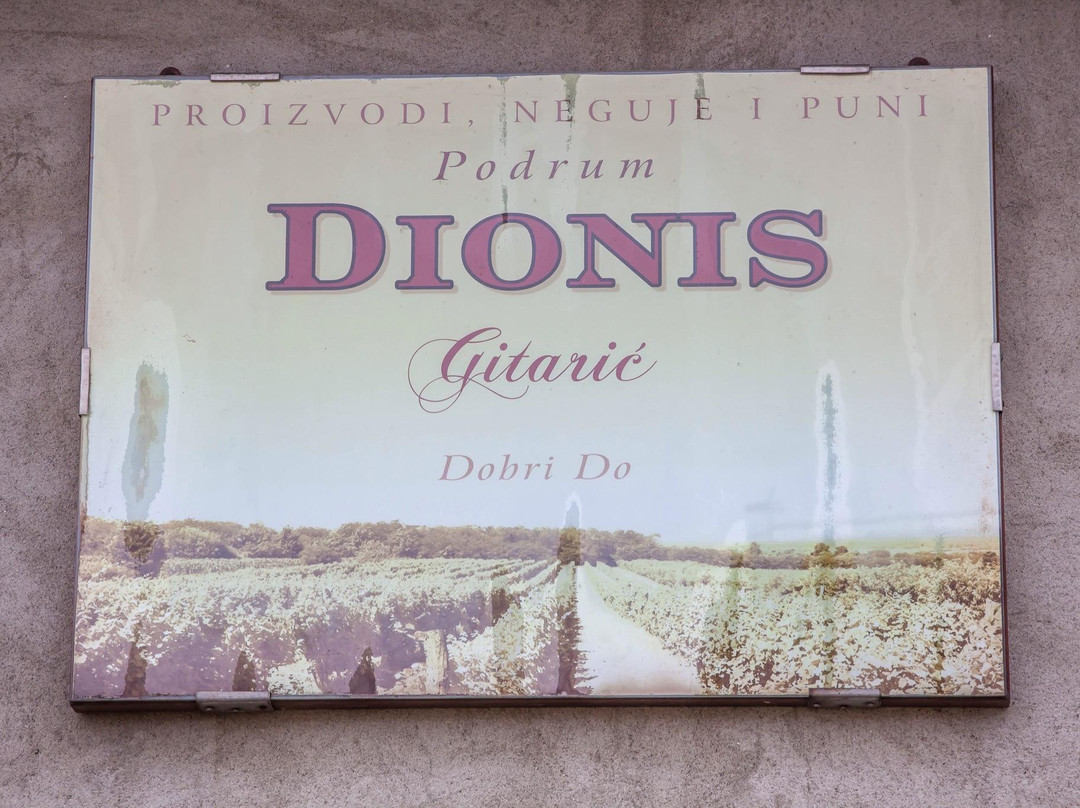 PROIZVODI, NEGUJE I PUNI
Podrum
DIONIS
Gitarić
Dobri Do